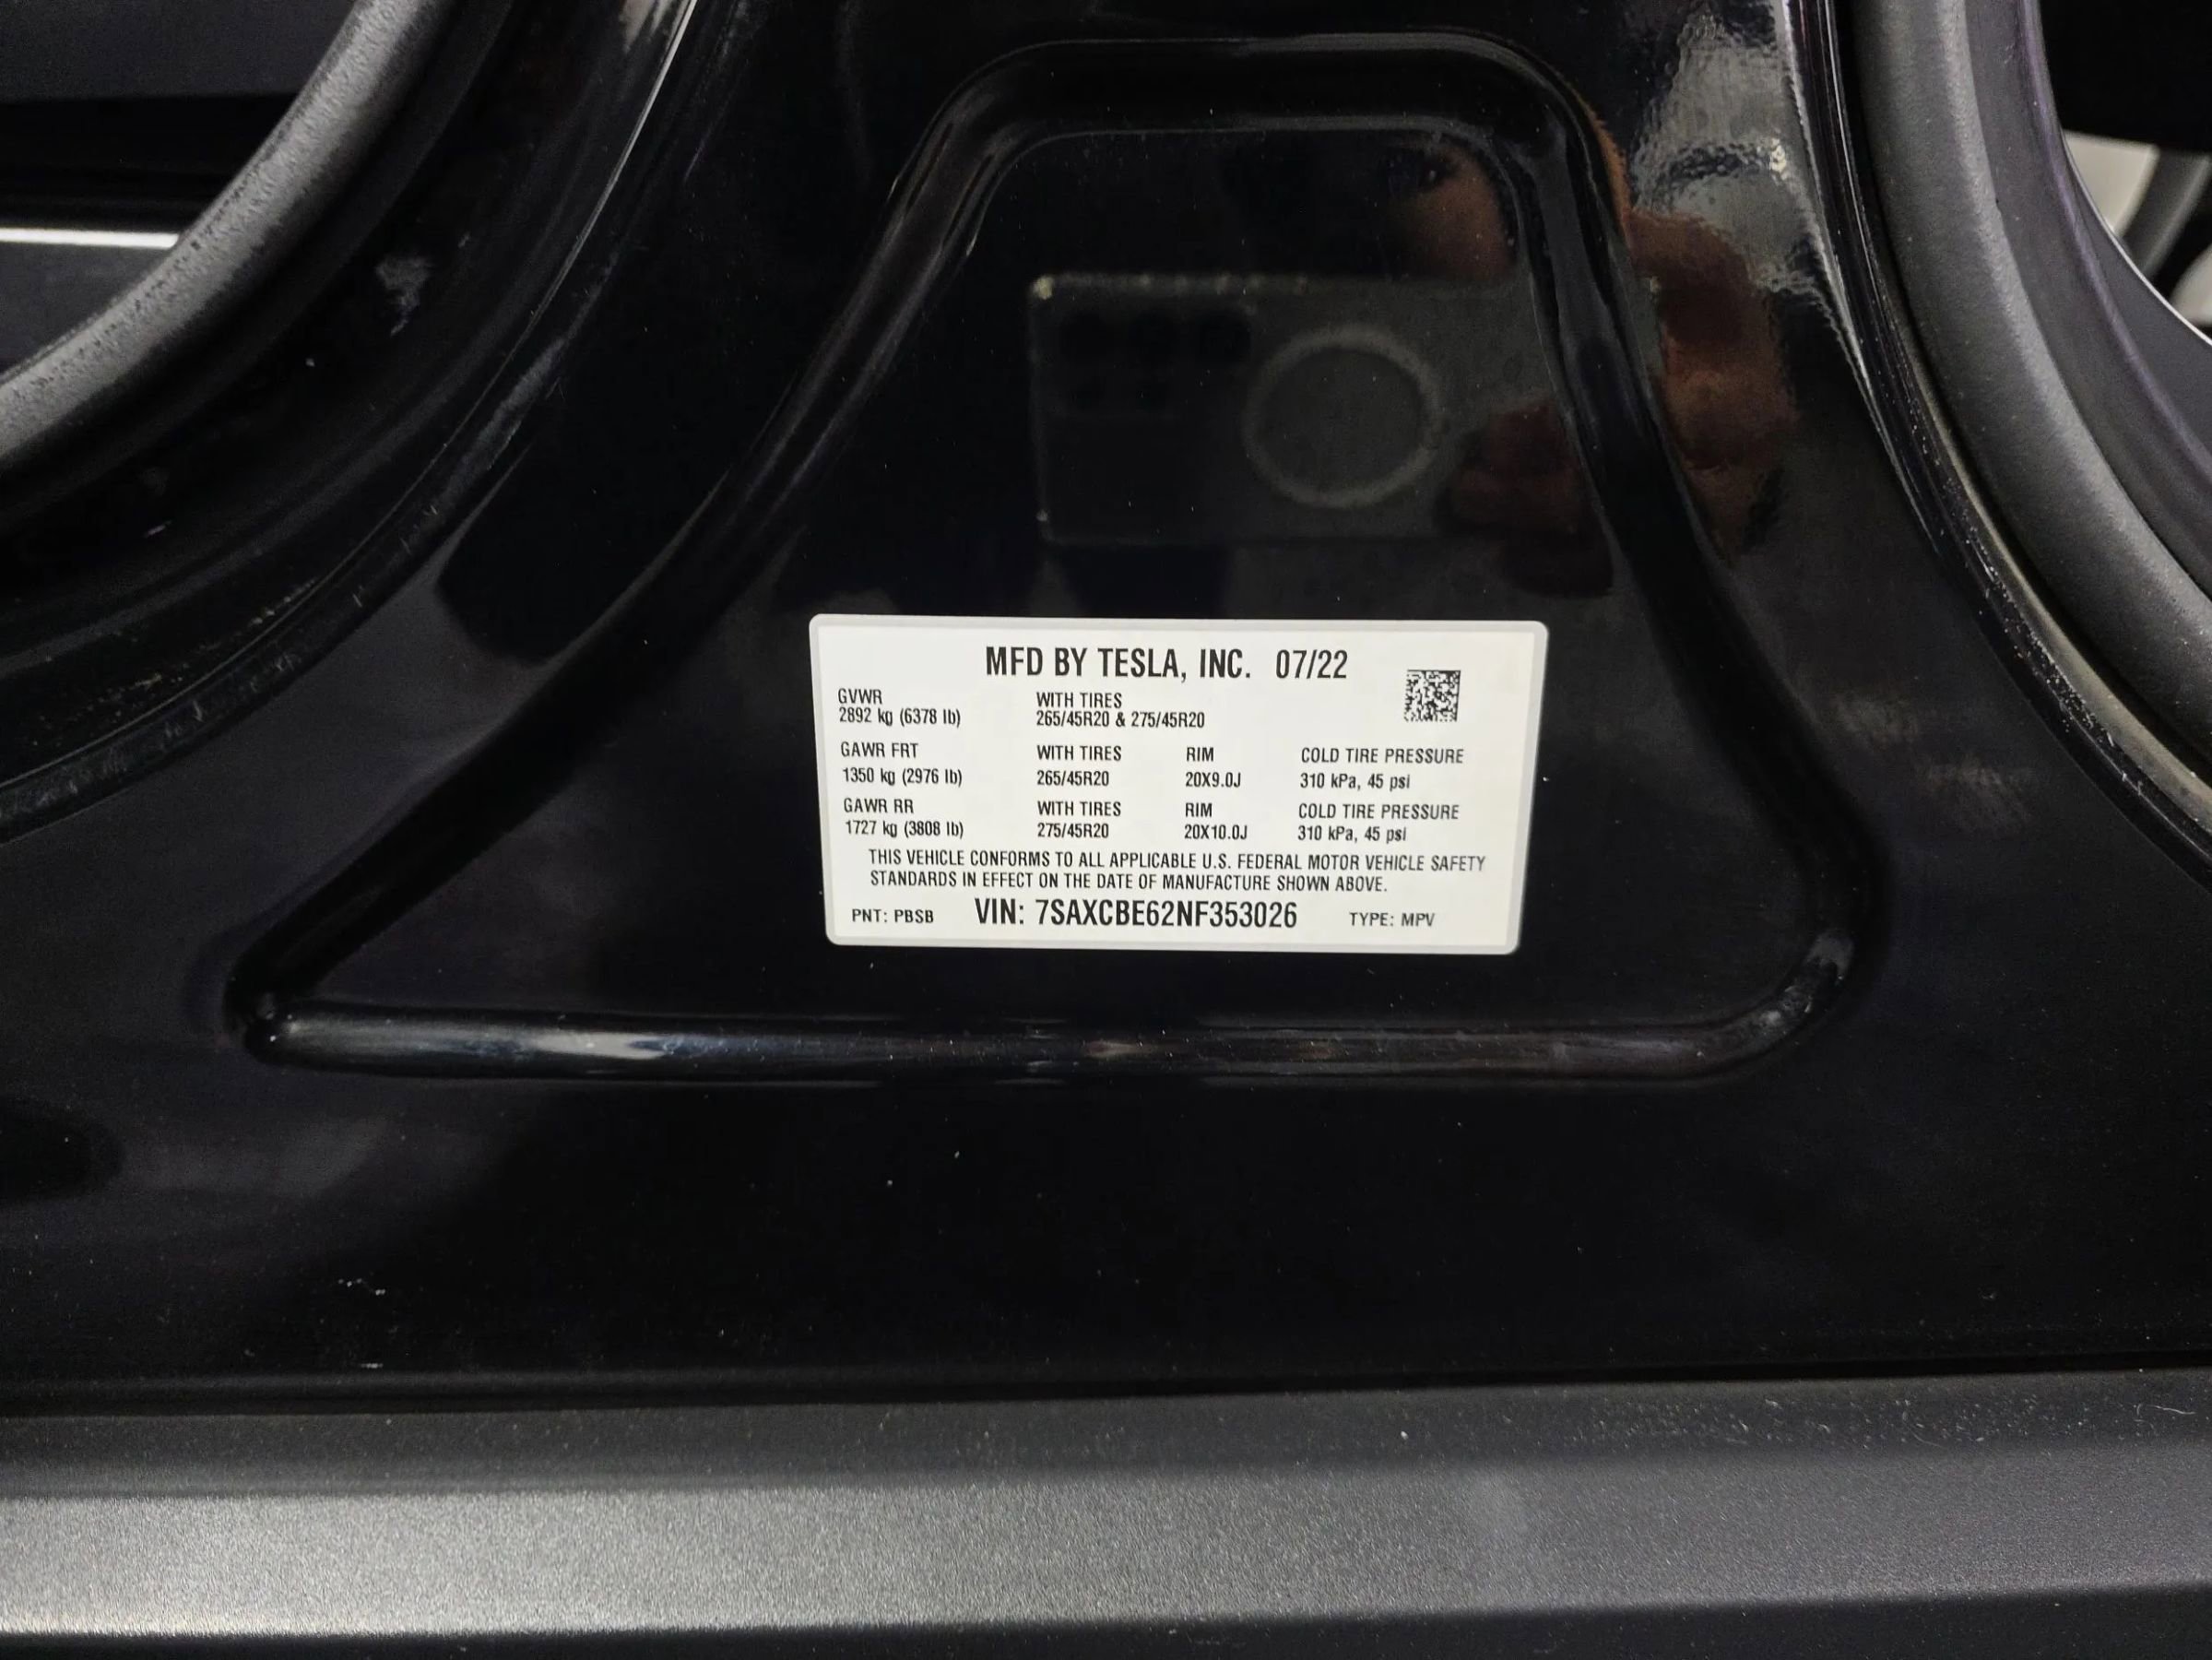 MFD BY TESLA, INC. 07/22
GVWR WITH TIRES
2892 kg (6378 lb) 265/45R20 & 275/45R20
GAWR FRT WITH TIRES RIM COLD TIRE PRESSURE
1350 kg (2976 lb) 265/45R20 20X9.0J 310 kPa, 45 psi
GAWR RR WITH TIRES RIM COLD TIRE PRESSURE
1727 kg (3808 lb) 275/45R20 20X10.0J 310 kPa, 45 psi
THIS VEHICLE CONFORMS TO ALL APPLICABLE U.S. FEDERAL MOTOR VEHICLE SAFETY
STANDARDS IN EFFECT ON THE DATE OF MANUFACTURE SHOWN ABOVE.
PNT: PBSB VIN: 7SAXCBE62NF353026 TYPE: MPV